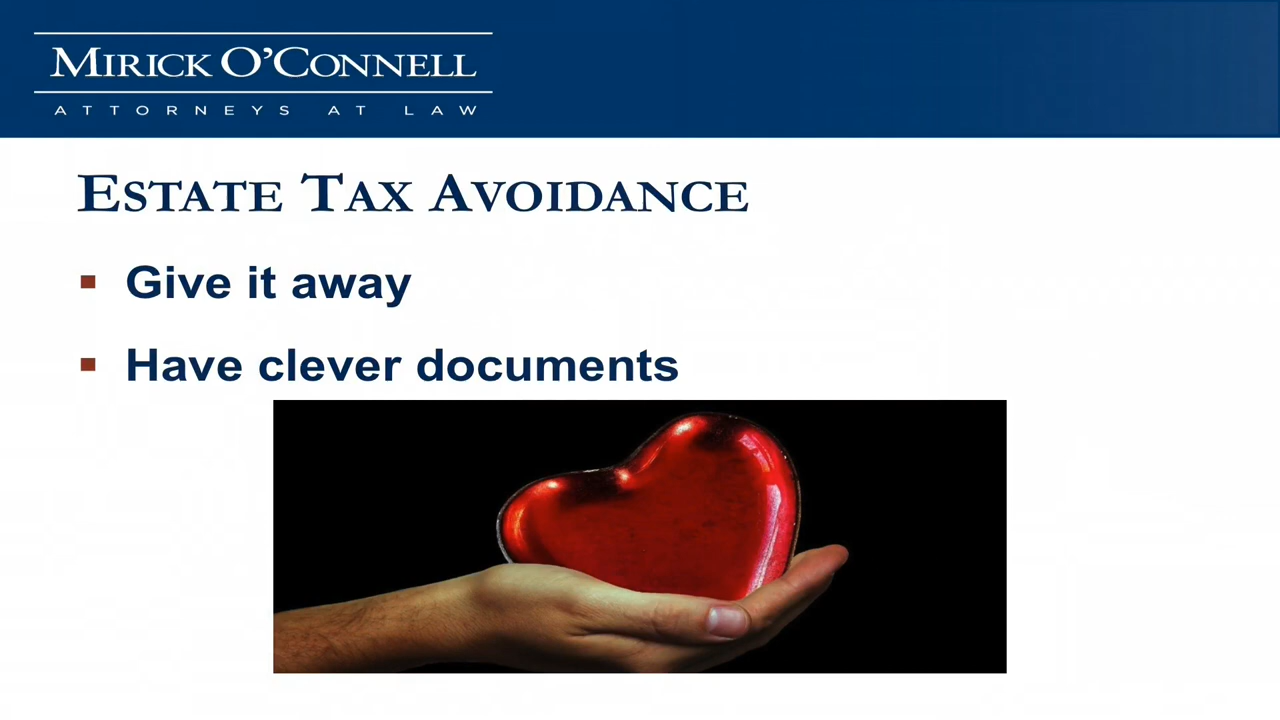 MIRICK O'CONNELL
ATTORNEYS AT LAW
ESTATE TAX AVOIDANCE
▪ Give it away
▪ Have clever documents